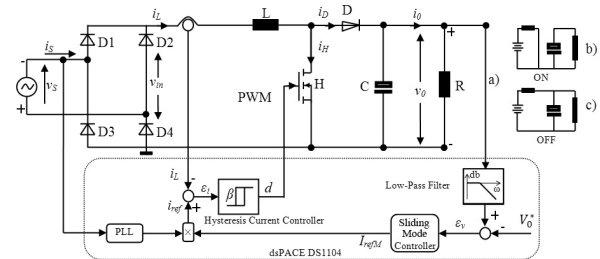 i_L
L
i_D
D
i_0
i_S
D1
D2
i_H
+
-
v_S
v_in
H
PWM
C
v_0
R
a)
ON
b)
+
D3
D4
-
OFF
c)
i_L
-
ε_i
β
d
db
ω
Low-Pass Filter
i_ref
+
Hysteresis Current Controller
PLL
×
I_refM
Sliding
Mode
Controller
ε_v
+
-
V_0^*
dsPACE DS1104